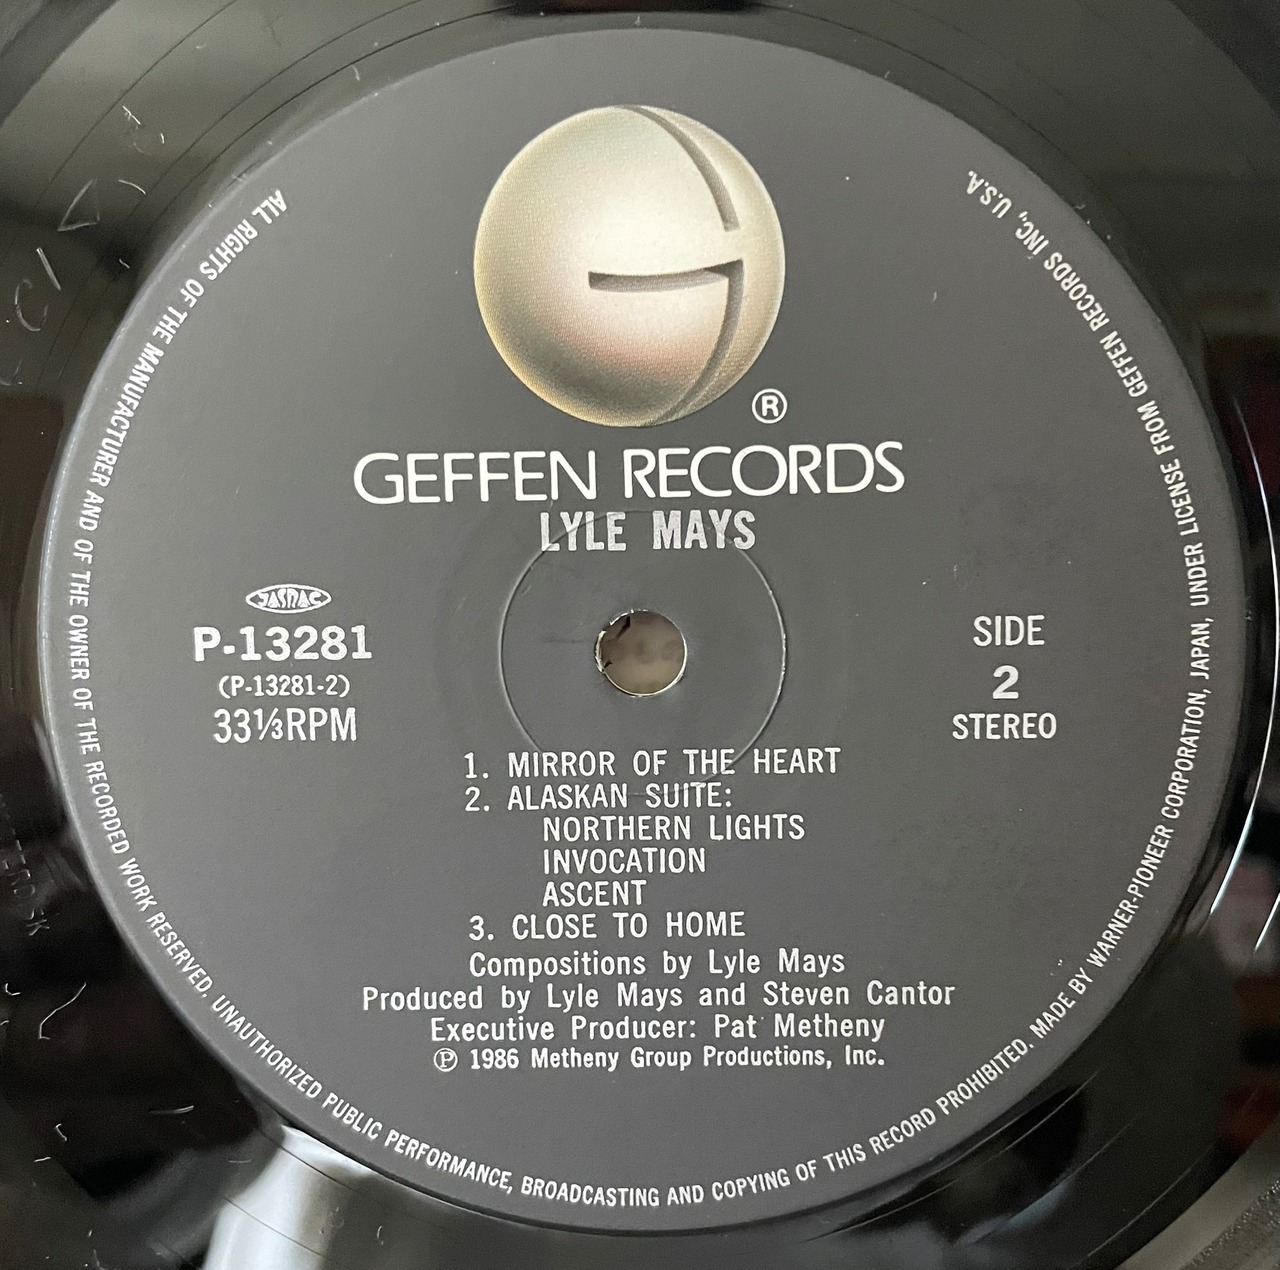 ®
GEFFEN RECORDS
LYLE MAYS
JASRAC
P-13281
(P-13281-2)
33⅓RPM
SIDE
2
STEREO
1. MIRROR OF THE HEART
2. ALASKAN SUITE:
NORTHERN LIGHTS
INVOCATION
ASCENT
3. CLOSE TO HOME
Compositions by Lyle Mays
Produced by Lyle Mays and Steven Cantor
Executive Producer: Pat Metheny
℗ 1986 Metheny Group Productions, Inc.
ALL RIGHTS OF THE MANUFACTURER AND OF THE OWNER OF THE RECORDED WORK RESERVED. UNAUTHORIZED PUBLIC PERFORMANCE, BROADCASTING AND COPYING OF THIS RECORD PROHIBITED. MADE BY WARNER-PIONEER CORPORATION, JAPAN, UNDER LICENSE FROM GEFFEN RECORDS INC., U.S.A.